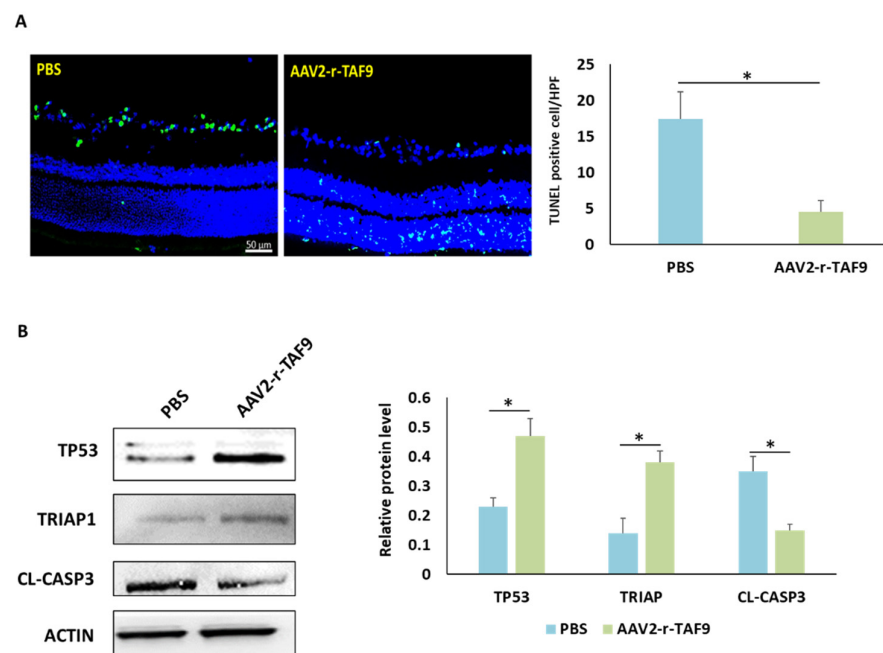 A
PBS
AAV2-r-TAF9
50 µm
TUNEL positive cell/HPF
25
20
15
10
5
0
*
PBS
AAV2-r-TAF9
B
PBS
AAV2-r-TAF9
TP53
TRIAP1
CL-CASP3
ACTIN
Relative protein level
0.6
0.5
0.4
0.3
0.2
0.1
0
*
*
*
TP53
TRIAP
CL-CASP3
PBS
AAV2-r-TAF9